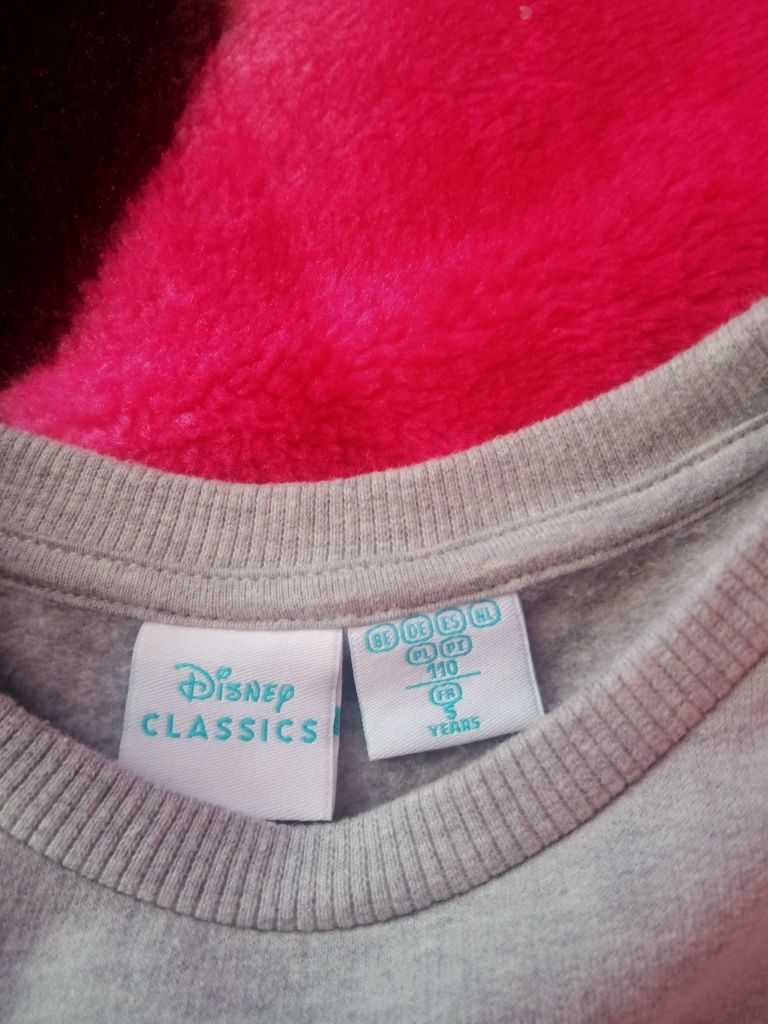 Disney
CLASSICS
BE DE ES NL
PL PT
110
FR
5
YEARS